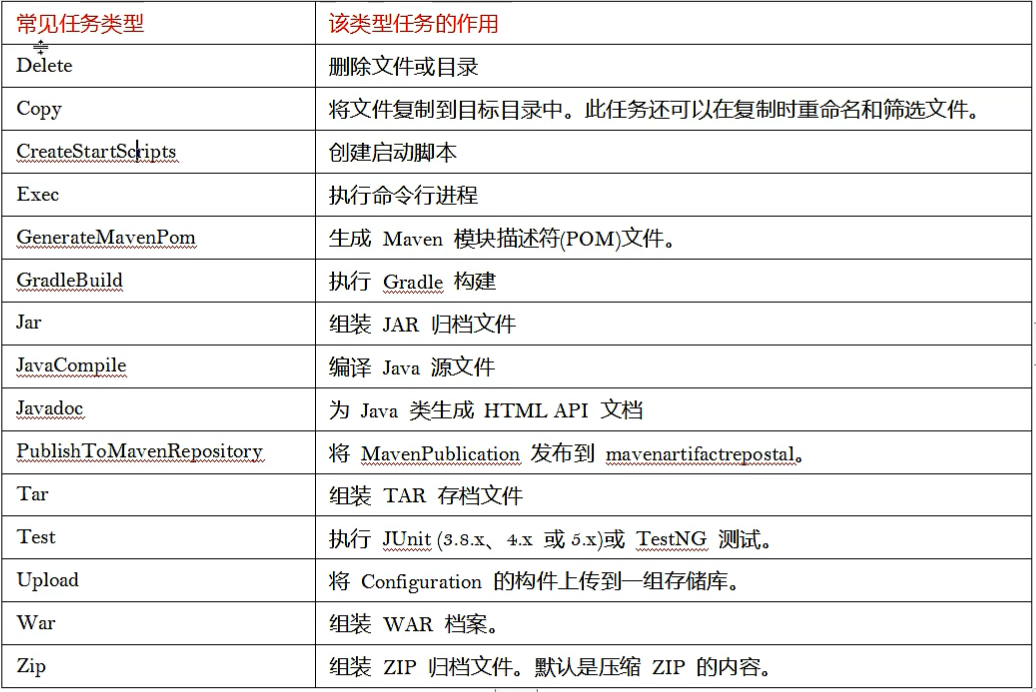 常见任务类型 该类型任务的作用
Delete 删除文件或目录
Copy 将文件复制到目标目录中。此任务还可以在复制时重命名和筛选文件。
CreateStartScripts 创建启动脚本
Exec 执行命令行进程
GenerateMavenPom 生成 Maven 模块描述符(POM)文件。
GradleBuild 执行 Gradle 构建
Jar 组装 JAR 归档文件
JavaCompile 编译 Java 源文件
Javadoc 为 Java 类生成 HTML API 文档
PublishToMavenRepository 将 MavenPublication 发布到 mavenartifactrepostal。
Tar 组装 TAR 存档文件
Test 执行 JUnit (3.8.x、4.x 或 5.x)或 TestNG 测试。
Upload 将 Configuration 的构件上传到一组存储库。
War 组装 WAR 档案。
Zip 组装 ZIP 归档文件。默认是压缩 ZIP 的内容。